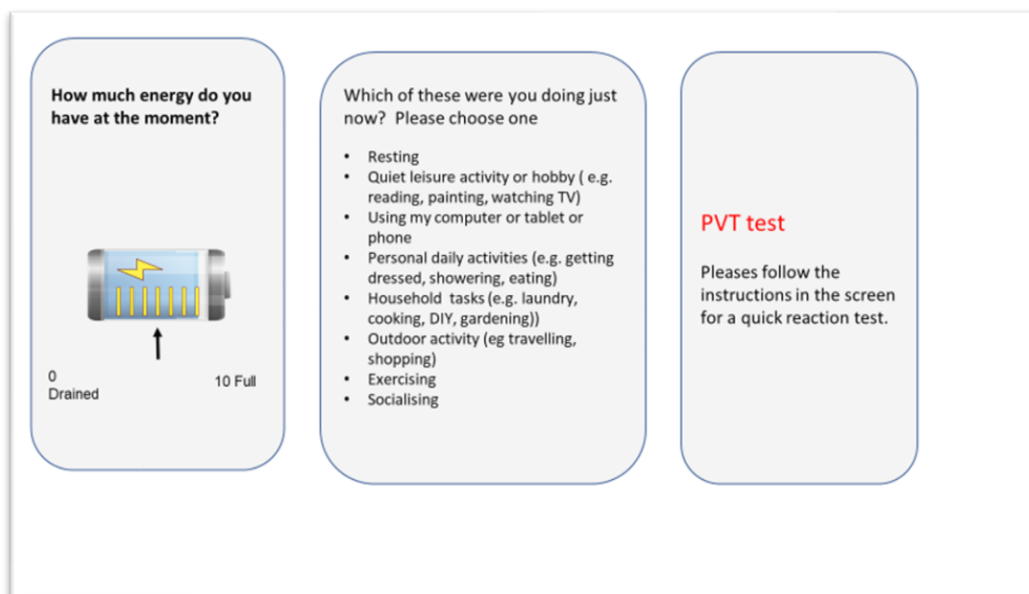 How much energy do you
have at the moment?
0
Drained
10 Full
Which of these were you doing just
now?  Please choose one
• Resting
• Quiet leisure activity or hobby ( e.g.
reading, painting, watching TV)
• Using my computer or tablet or
phone
• Personal daily activities (e.g. getting
dressed, showering, eating)
• Household  tasks (e.g. laundry,
cooking, DIY, gardening))
• Outdoor activity (eg travelling,
shopping)
• Exercising
• Socialising
PVT test
Pleases follow the
instructions in the screen
for a quick reaction test.